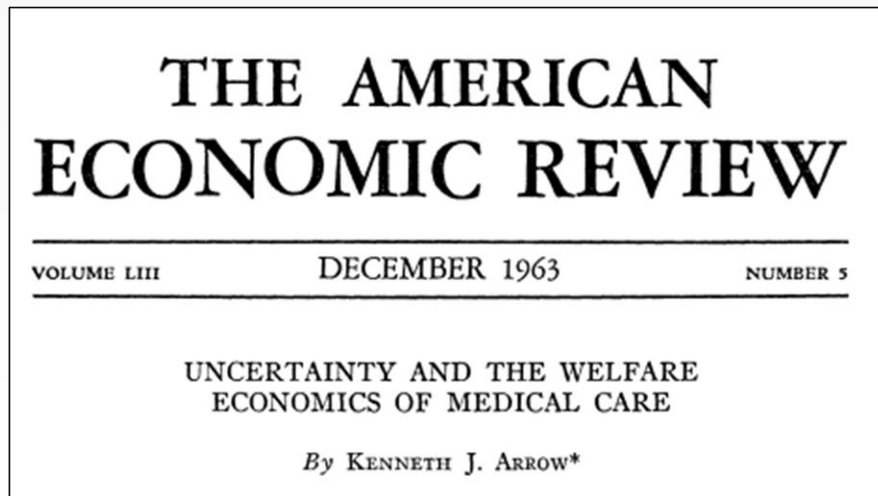 THE AMERICAN
ECONOMIC REVIEW
VOLUME LIII DECEMBER 1963 NUMBER 5
UNCERTAINTY AND THE WELFARE
ECONOMICS OF MEDICAL CARE
By KENNETH J. ARROW*